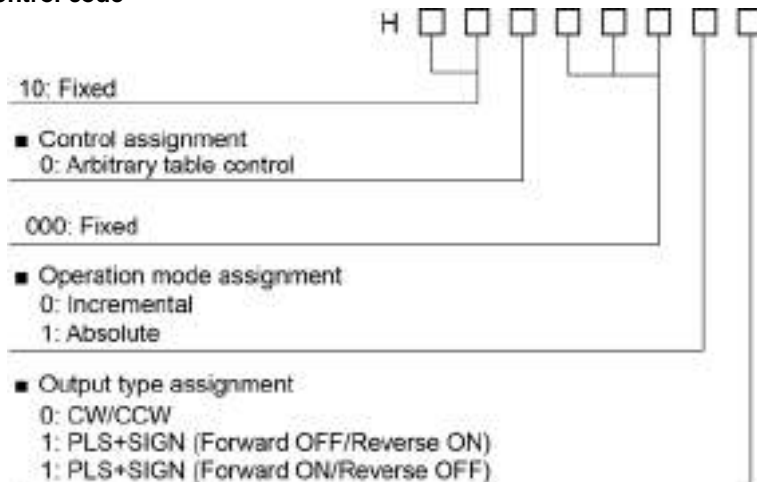 control code
H □ □ □ □ □ □ □ □
10: Fixed
■ Control assignment
0: Arbitrary table control
000: Fixed
■ Operation mode assignment
0: Incremental
1: Absolute
■ Output type assignment
0: CW/CCW
1: PLS+SIGN (Forward OFF/Reverse ON)
1: PLS+SIGN (Forward ON/Reverse OFF)